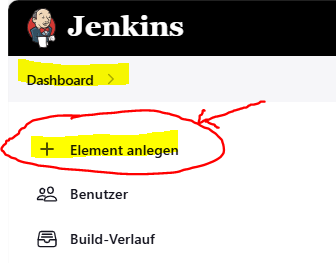 Jenkins
Dashboard
Element anlegen
Benutzer
Build-Verlauf